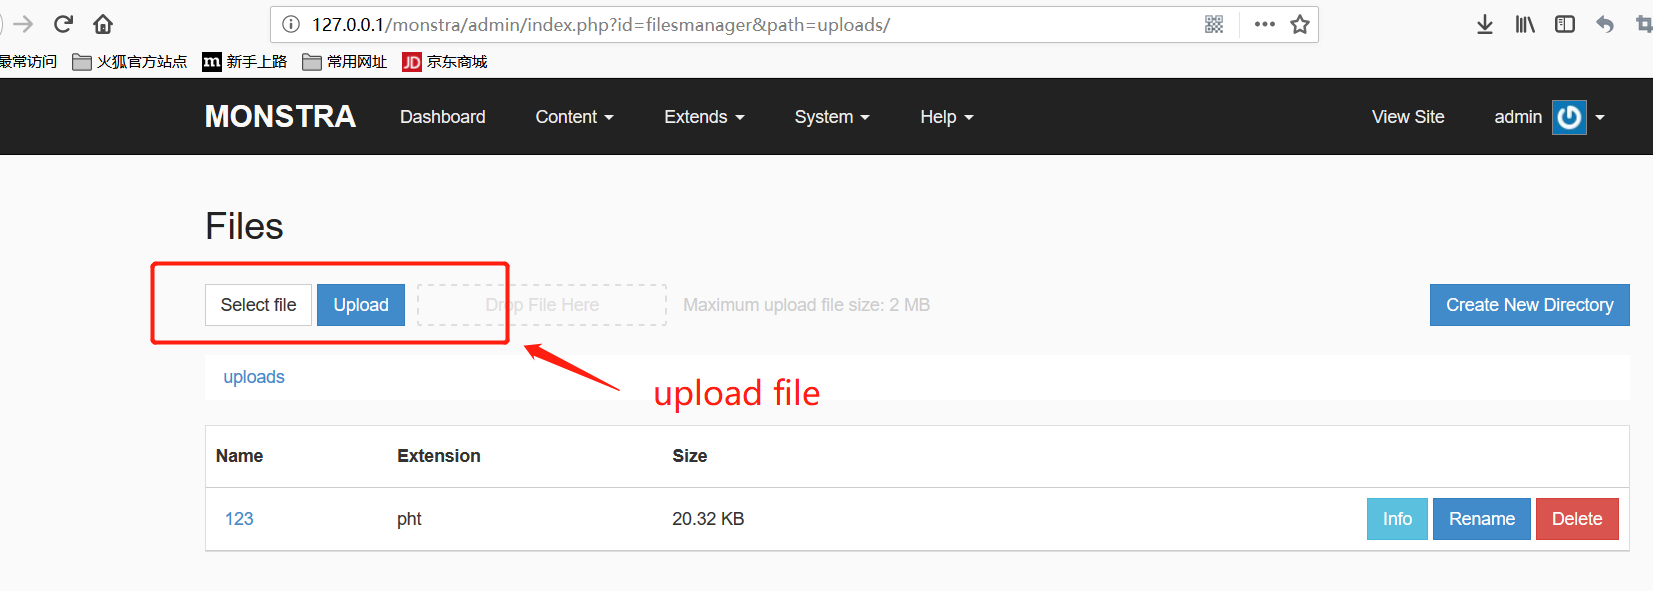 127.0.0.1/monstra/admin/index.php?id=filesmanager&path=uploads/
最常访问 火狐官方站点 m 新手上路 常用网址 JD 京东商城
MONSTRA Dashboard Content Extends System Help View Site admin
Files
Select file Upload Drop File Here Maximum upload file size: 2 MB Create New Directory
uploads
upload file
Name Extension Size
123 pht 20.32 KB Info Rename Delete